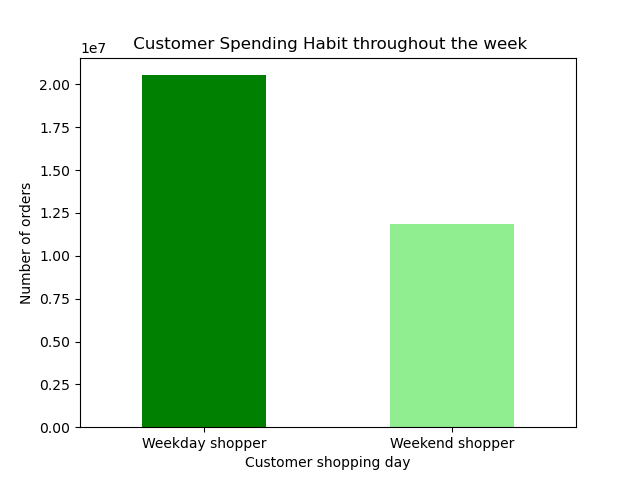 Customer Spending Habit throughout the week
1e7
2.00
1.75
1.50
1.25
1.00
0.75
0.50
0.25
0.00
Number of orders
Weekday shopper
Weekend shopper
Customer shopping day